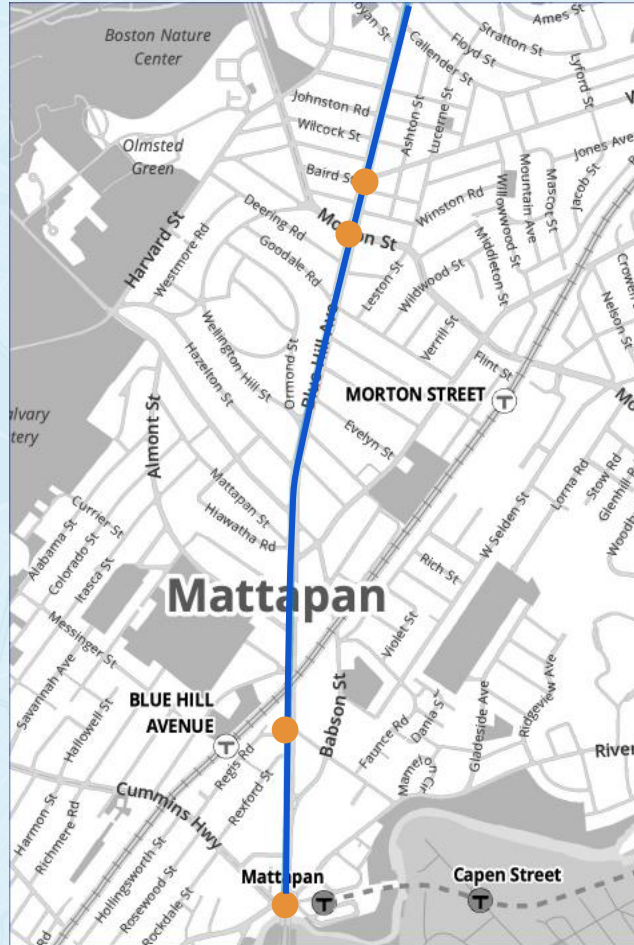 Boston Nature
Center
Callender St
Floyd St
Stratton St
Ames St
Lyford St
Johnston Rd
Wilcock St
Ashton St
Lucerne St
Jones Ave
Olmsted
Green
Baird
Deering Rd
Winston Rd
Willowwood St
Mountain Ave
Mascot St
Jacob St
Harvard St
Westmore Rd
Goodale Rd
Leston St
Wildwood St
Middleton St
Nelson St
Wellington Hill St
Ormond St
Blue Hill Ave
Verrill St
Flint St
Hazelton St
MORTON STREET
T
Almont St
Evelyn St
Mattapan St
Hiawatha Rd
W Selden St
Lorna Rd
Stow Rd
Currier St
Alabama St
Colorado St
Itasca St
Rich St
Mattapan
Violet St
Messinger St
Savannah Ave
Hallowell St
BLUE HILL
AVENUE
T
Babson St
Faunce Rd
Gladeside Ave
Ridgeview Ave
Regis Rd
Rexford St
River
Cummins Hwy
Harmon St
Richmere Rd
Hollingsworth St
Rosewood St
Rockdale St
Rd
Mattapan
T
Capen Street
T